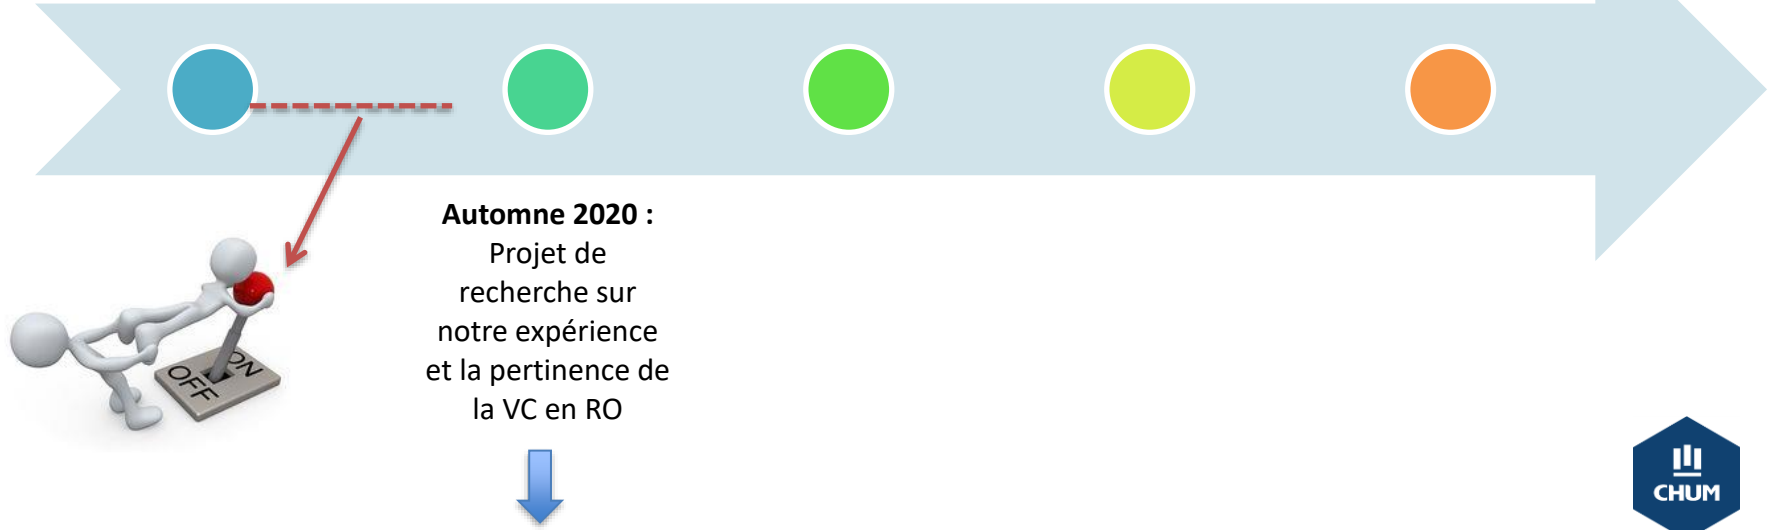 Automne 2020 :
Projet de
recherche sur
notre expérience
et la pertinence de
la VC en RO
ON
OFF
CHUM